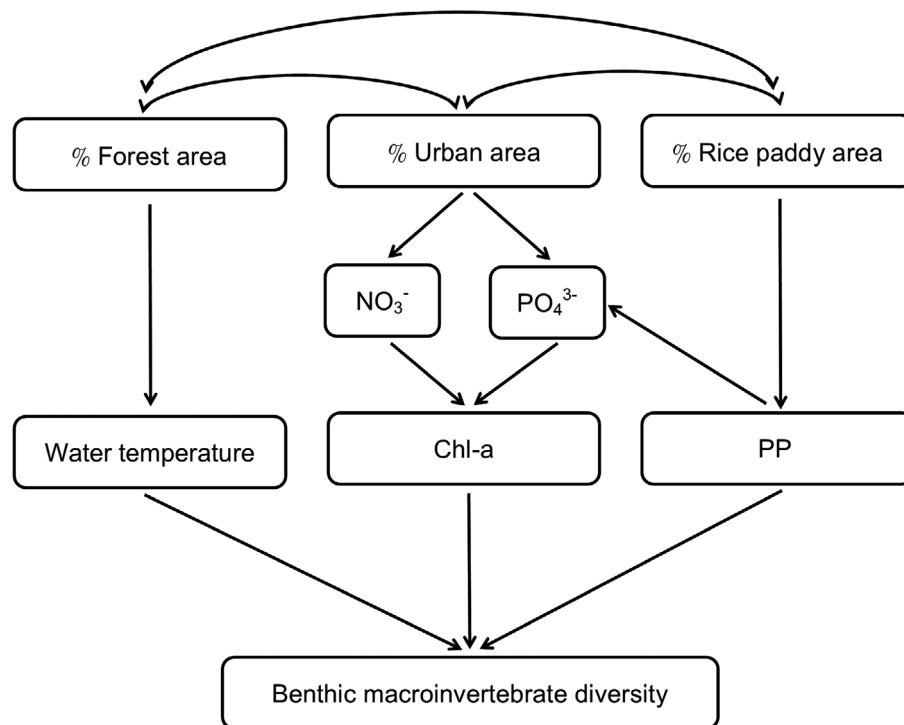 % Forest area
% Urban area
% Rice paddy area
NO₃⁻
PO₄³⁻
Water temperature
Chl-a
PP
Benthic macroinvertebrate diversity